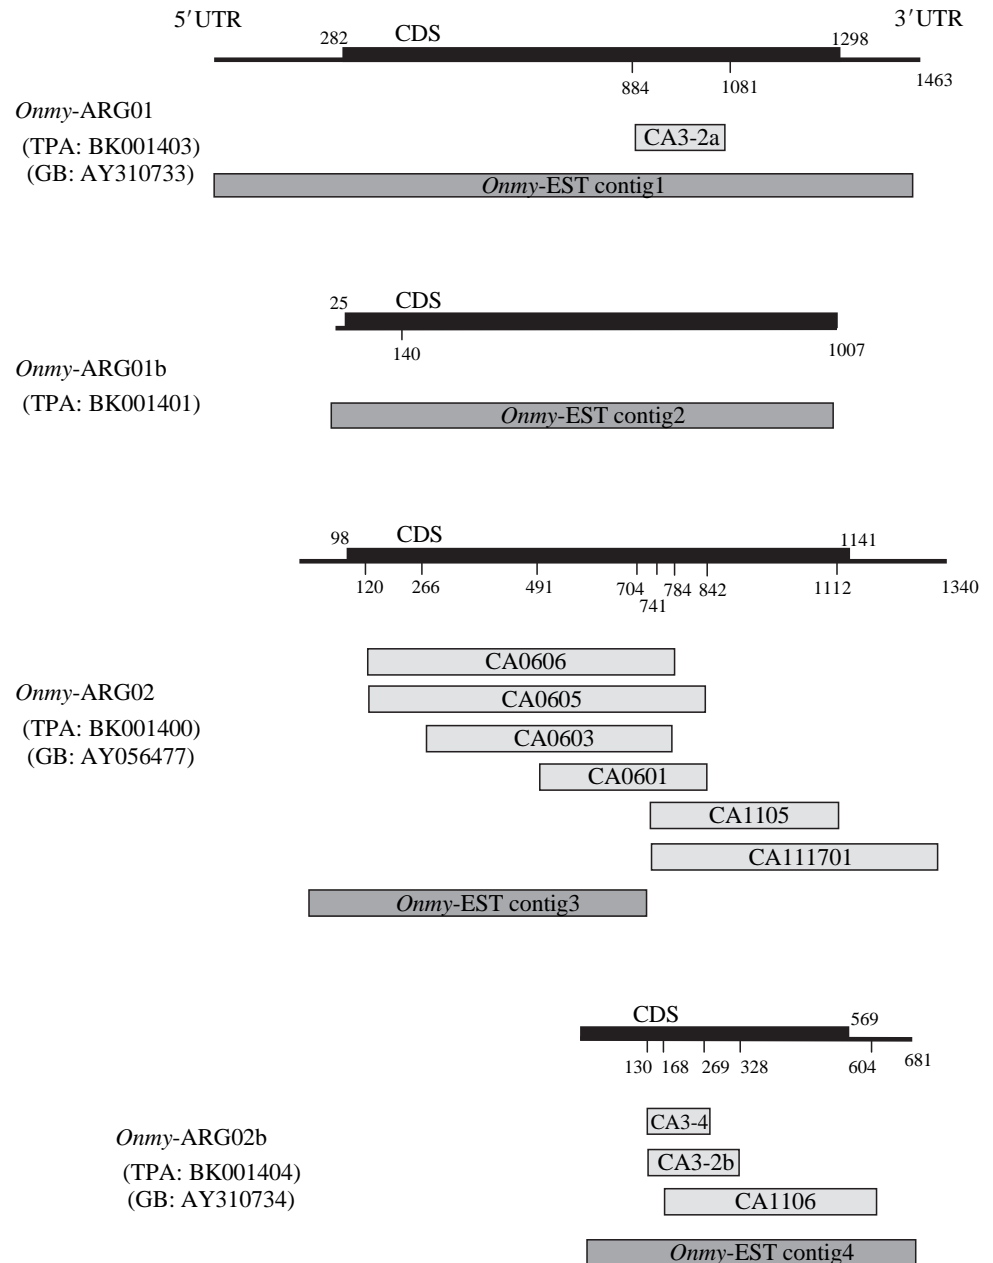 5′UTR
3′UTR
282
CDS
1298
884
1081
1463
Onmy-ARG01
(TPA: BK001403)
(GB: AY310733)
CA3-2a
Onmy-EST contig1
25
CDS
140
1007
Onmy-ARG01b
(TPA: BK001401)
Onmy-EST contig2
98
CDS
1141
120
266
491
704
741
784
842
1112
1340
Onmy-ARG02
(TPA: BK001400)
(GB: AY056477)
CA0606
CA0605
CA0603
CA0601
CA1105
CA111701
Onmy-EST contig3
CDS
569
130
168
269
328
604
681
Onmy-ARG02b
(TPA: BK001404)
(GB: AY310734)
CA3-4
CA3-2b
CA1106
Onmy-EST contig4